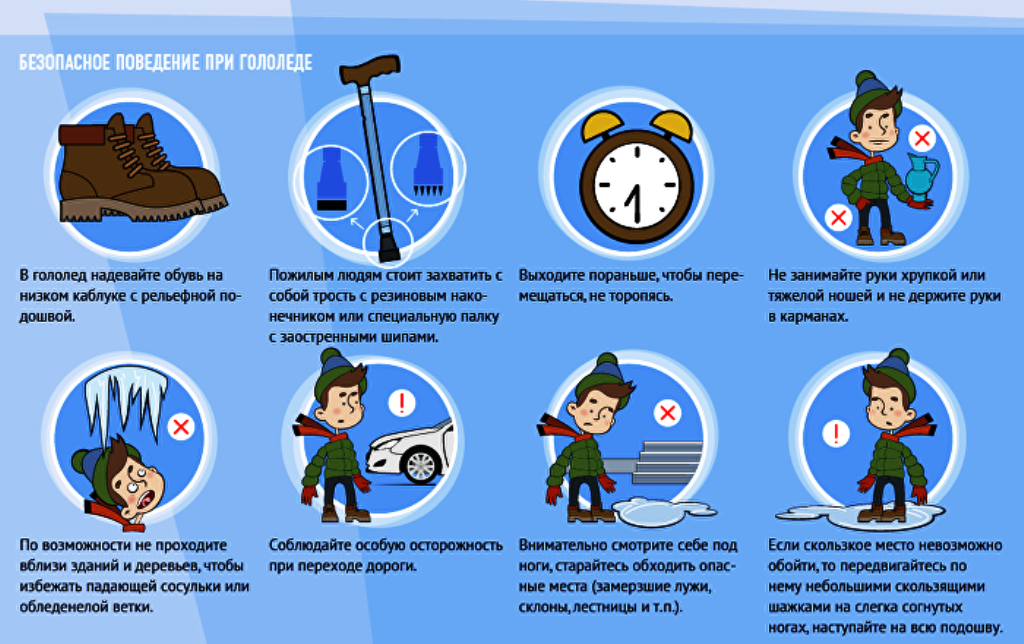 БЕЗОПАСНОЕ ПОВЕДЕНИЕ ПРИ ГОЛОЛЕДЕ
В гололед надевайте обувь на
низком каблуке с рельефной по-
дошвой.
Пожилым людям стоит захватить с
собой трость с резиновым нако-
нечником или специальную палку
с заостренными шипами.
Выходите пораньше, чтобы пере-
мещаться, не торопясь.
Не занимайте руки хрупкой или
тяжелой ношей и не держите руки
в карманах.
По возможности не проходите
вблизи зданий и деревьев, чтобы
избежать падающей сосульки или
обледенелой ветки.
Соблюдайте особую осторожность
при переходе дороги.
Внимательно смотрите себе под
ноги, старайтесь обходить опас-
ные места (замерзшие лужи,
склоны, лестницы и т.п.).
Если скользкое место невозможно
обойти, то передвигайтесь по
нему небольшими скользящими
шажками на слегка согнутых
ногах, наступайте на всю подошву.